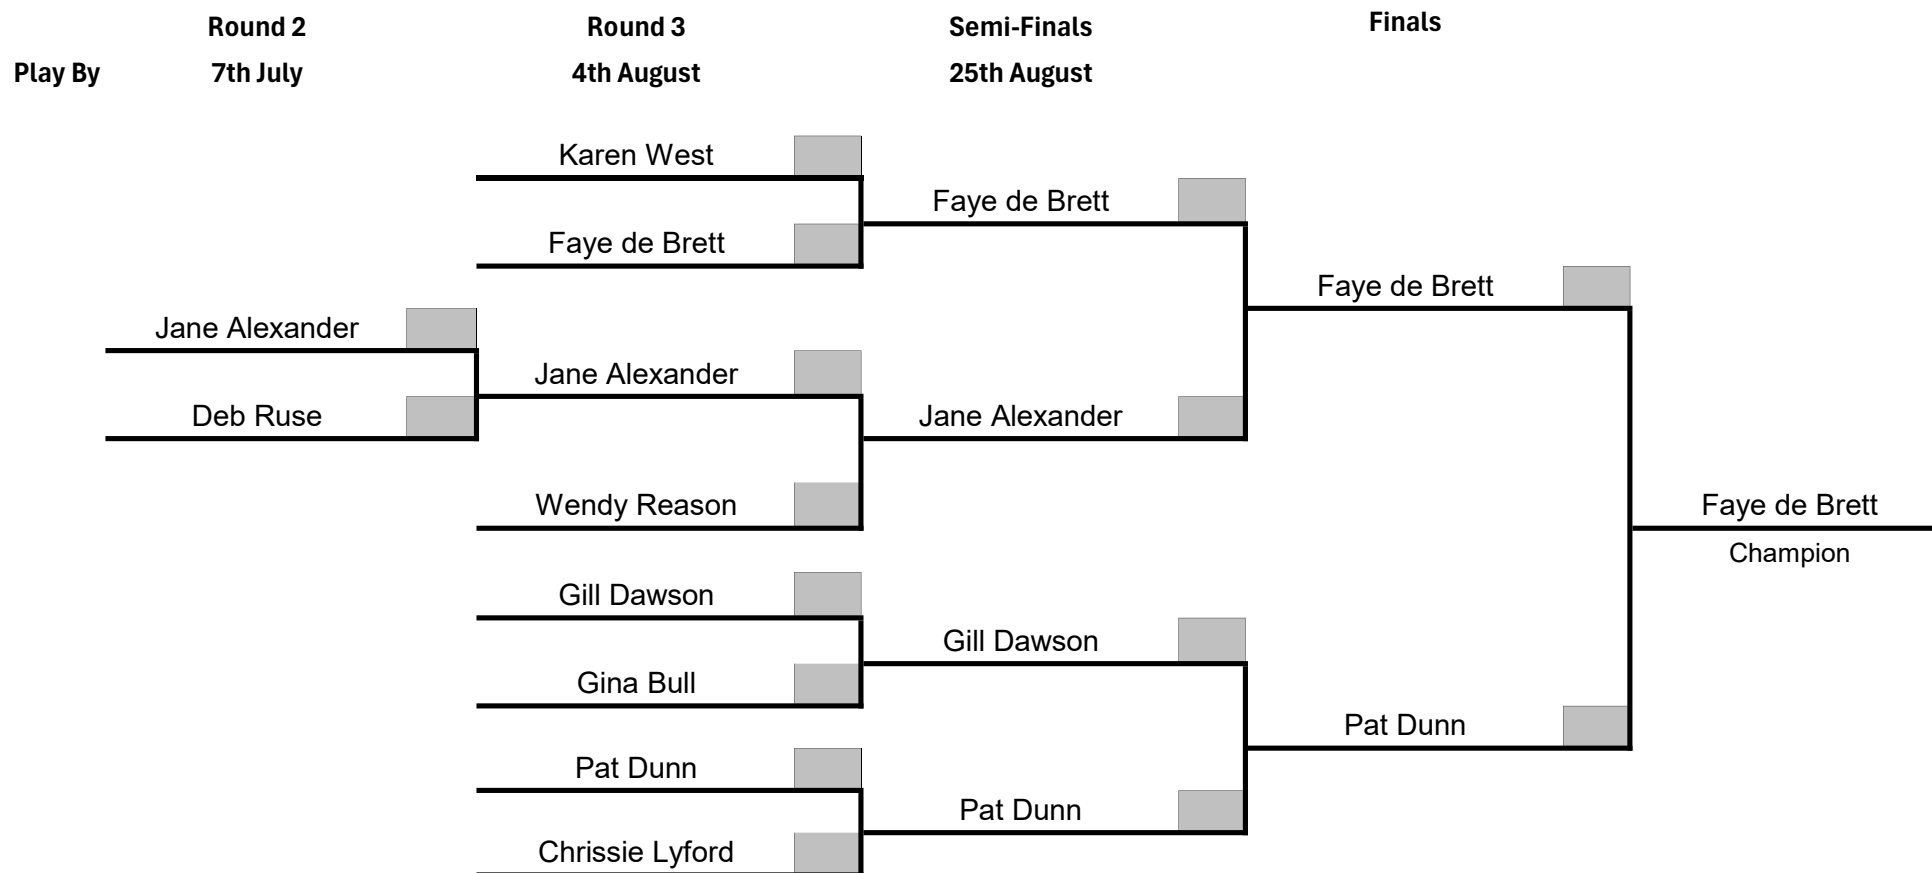 Round 2 Round 3 Semi-Finals Finals
Play By 7th July 4th August 25th August
Karen West
Faye de Brett
Faye de Brett
Faye de Brett
Jane Alexander
Jane Alexander
Deb Ruse
Jane Alexander
Wendy Reason
Faye de Brett
Champion
Gill Dawson
Gill Dawson
Gina Bull
Pat Dunn
Pat Dunn
Pat Dunn
Chrissie Lyford